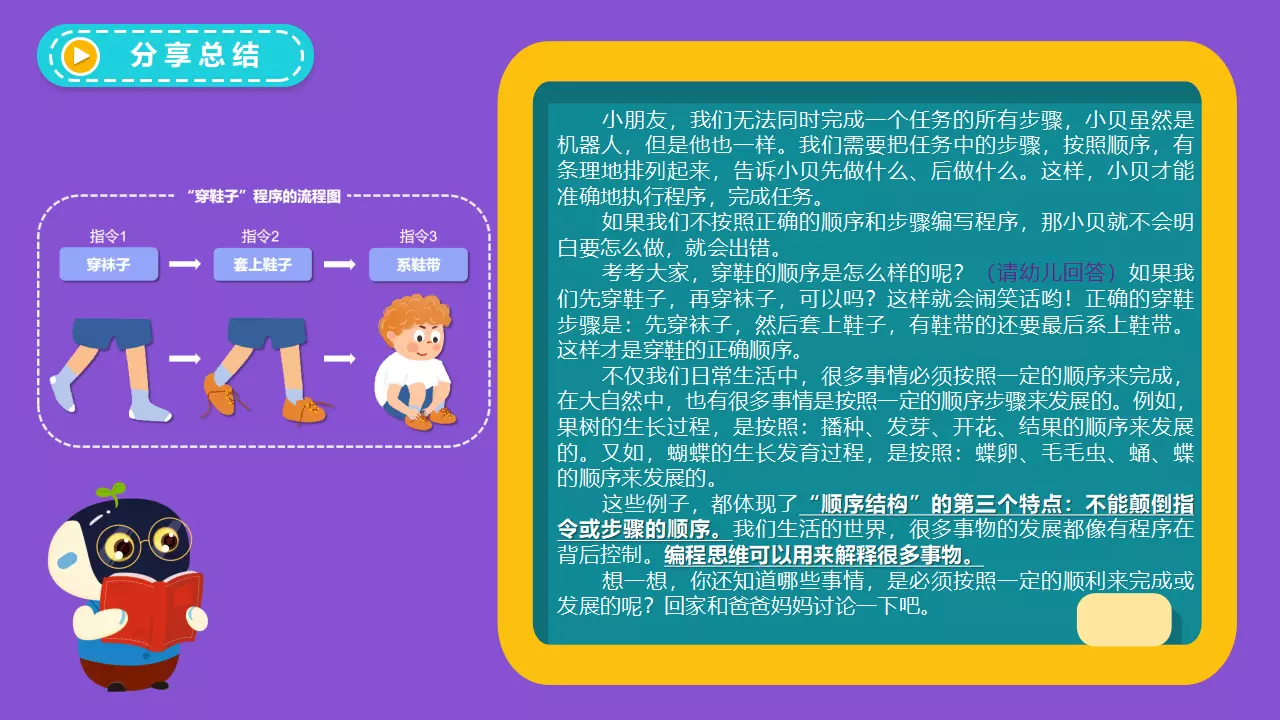 分享总结
“穿鞋子”程序的流程图
指令1
指令2
指令3
穿袜子
套上鞋子
系鞋带
小朋友，我们无法同时完成一个任务的所有步骤，小贝虽然是
机器人，但是他也一样。我们需要把任务中的步骤，按照顺序，有
条理地排列起来，告诉小贝先做什么、后做什么。这样，小贝才能
准确地执行程序，完成任务。
如果我们不按照正确的顺序和步骤编写程序，那小贝就不会明
白要怎么做，就会出错。
考考大家，穿鞋的顺序是怎么样的呢？（请幼儿回答）如果我
们先穿鞋子，再穿袜子，可以吗？这样就会闹笑话哟！正确的穿鞋
步骤是：先穿袜子，然后套上鞋子，有鞋带的还要最后系上鞋带。
这样才是穿鞋的正确顺序。
不仅我们日常生活中，很多事情必须按照一定的顺序来完成，
在大自然中，也有很多事情是按照一定的顺序步骤来发展的。例如，
果树的生长过程，是按照：播种、发芽、开花、结果的顺序来发展
的。又如，蝴蝶的生长发育过程，是按照：蝶卵、毛毛虫、蛹、蝶
的顺序来发展的。
这些例子，都体现了“顺序结构”的第三个特点：不能颠倒指
令或步骤的顺序。我们生活的世界，很多事物的发展都像有程序在
背后控制。编程思维可以用来解释很多事物。
想一想，你还知道哪些事情，是必须按照一定的顺利来完成或
发展的呢？回家和爸爸妈妈讨论一下吧。